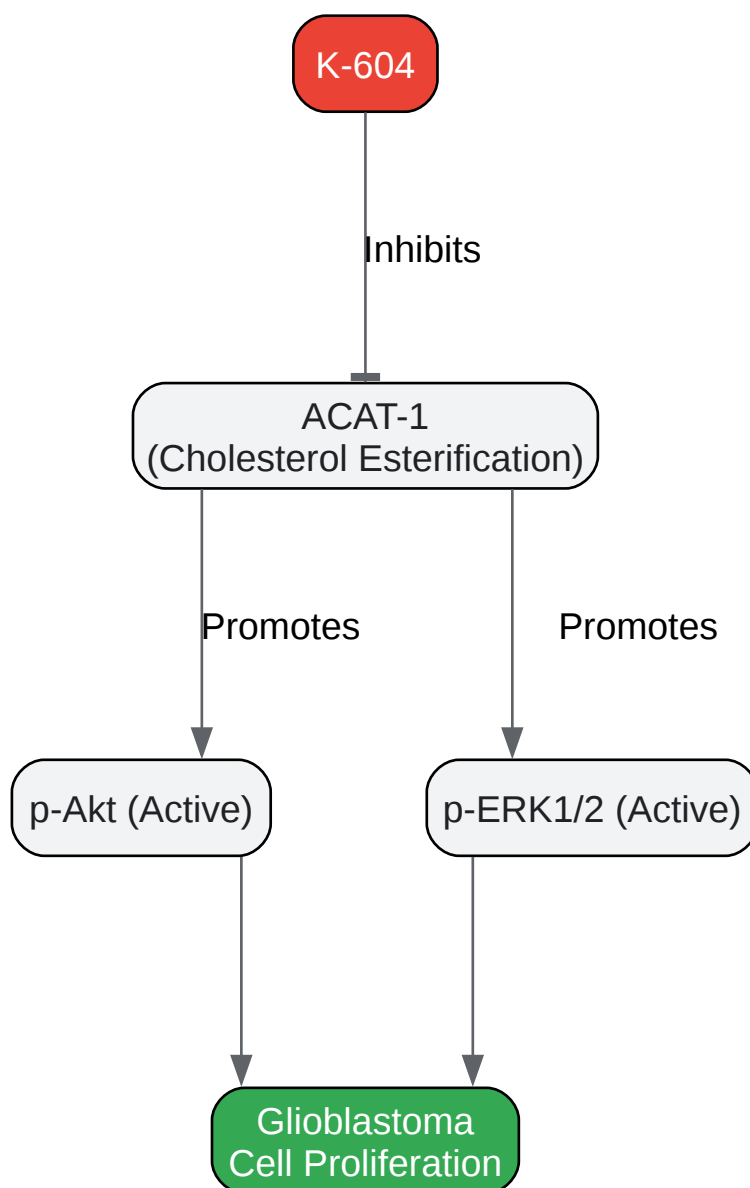 K-604
Inhibits
ACAT-1
(Cholesterol Esterification)
Promotes
Promotes
p-Akt (Active)
p-ERK1/2 (Active)
Glioblastoma
Cell Proliferation